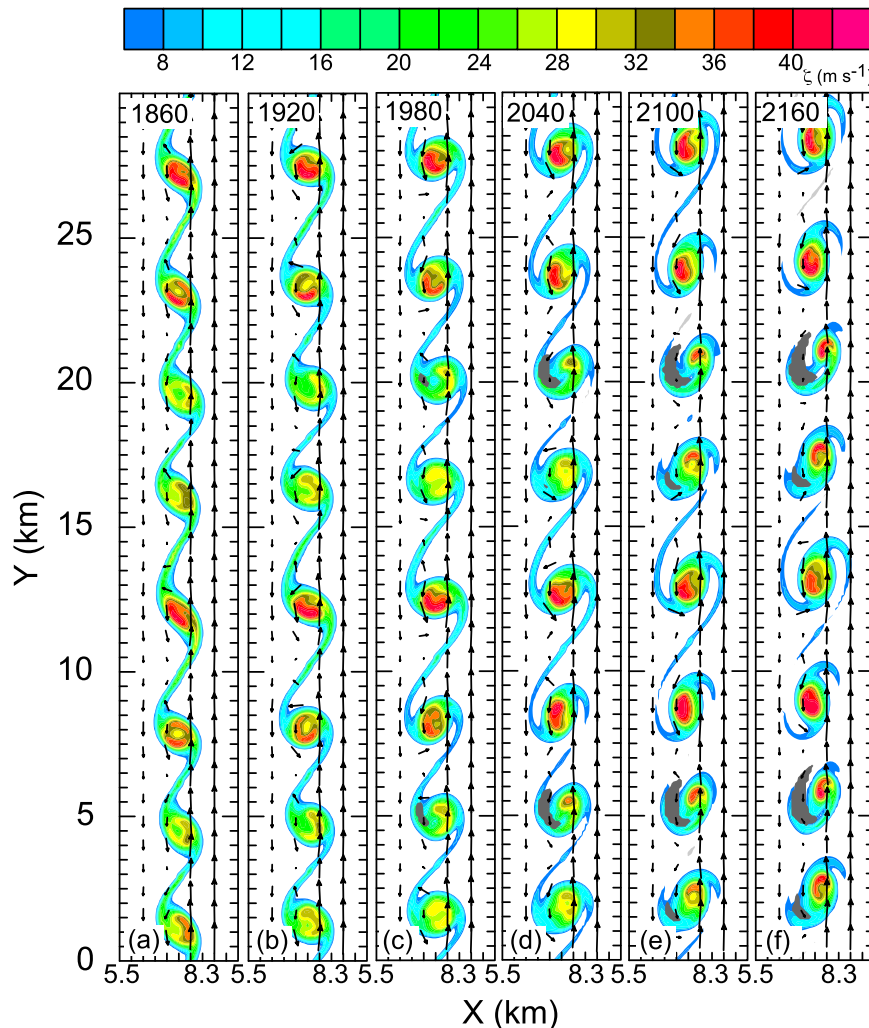 8 12 16 20 24 28 32 36 40
ζ (m s⁻¹)
1860 1920 1980 2040 2100 2160
25
20
15
10
5
0
Y (km)
(a) (b) (c) (d) (e) (f)
5.5 8.3 5.5 8.3 5.5 8.3 5.5 8.3 5.5 8.3 5.5 8.3
X (km)